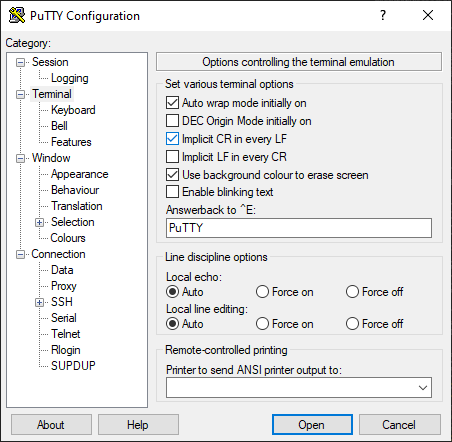 PuTTY Configuration
Category:
Session
Logging
Terminal
Keyboard
Bell
Features
Window
Appearance
Behaviour
Translation
Selection
Colours
Connection
Data
Proxy
SSH
Serial
Telnet
Rlogin
SUPDUP
Options controlling the terminal emulation
Set various terminal options
Auto wrap mode initially on
DEC Origin Mode initially on
Implicit CR in every LF
Implicit LF in every CR
Use background colour to erase screen
Enable blinking text
Answerback to ^E:
PuTTY
Line discipline options
Local echo:
Auto Force on Force off
Local line editing:
Auto Force on Force off
Remote-controlled printing
Printer to send ANSI printer output to:
About Help Open Cancel